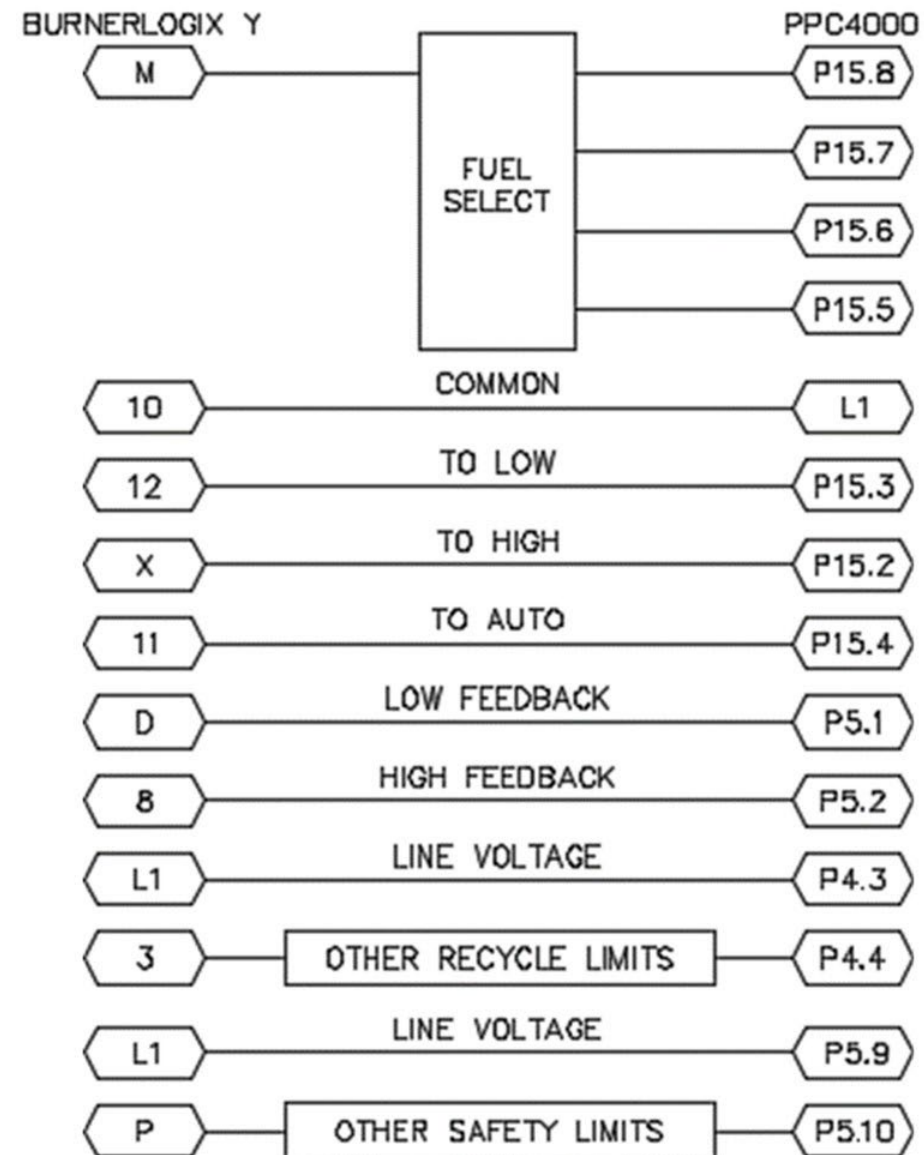 BURNERLOGIX Y PPC4000
M P15.8
P15.7
FUEL
SELECT
P15.6
P15.5
10 COMMON L1
12 TO LOW P15.3
X TO HIGH P15.2
11 TO AUTO P15.4
D LOW FEEDBACK P5.1
8 HIGH FEEDBACK P5.2
L1 LINE VOLTAGE P4.3
3 OTHER RECYCLE LIMITS P4.4
L1 LINE VOLTAGE P5.9
P OTHER SAFETY LIMITS P5.10